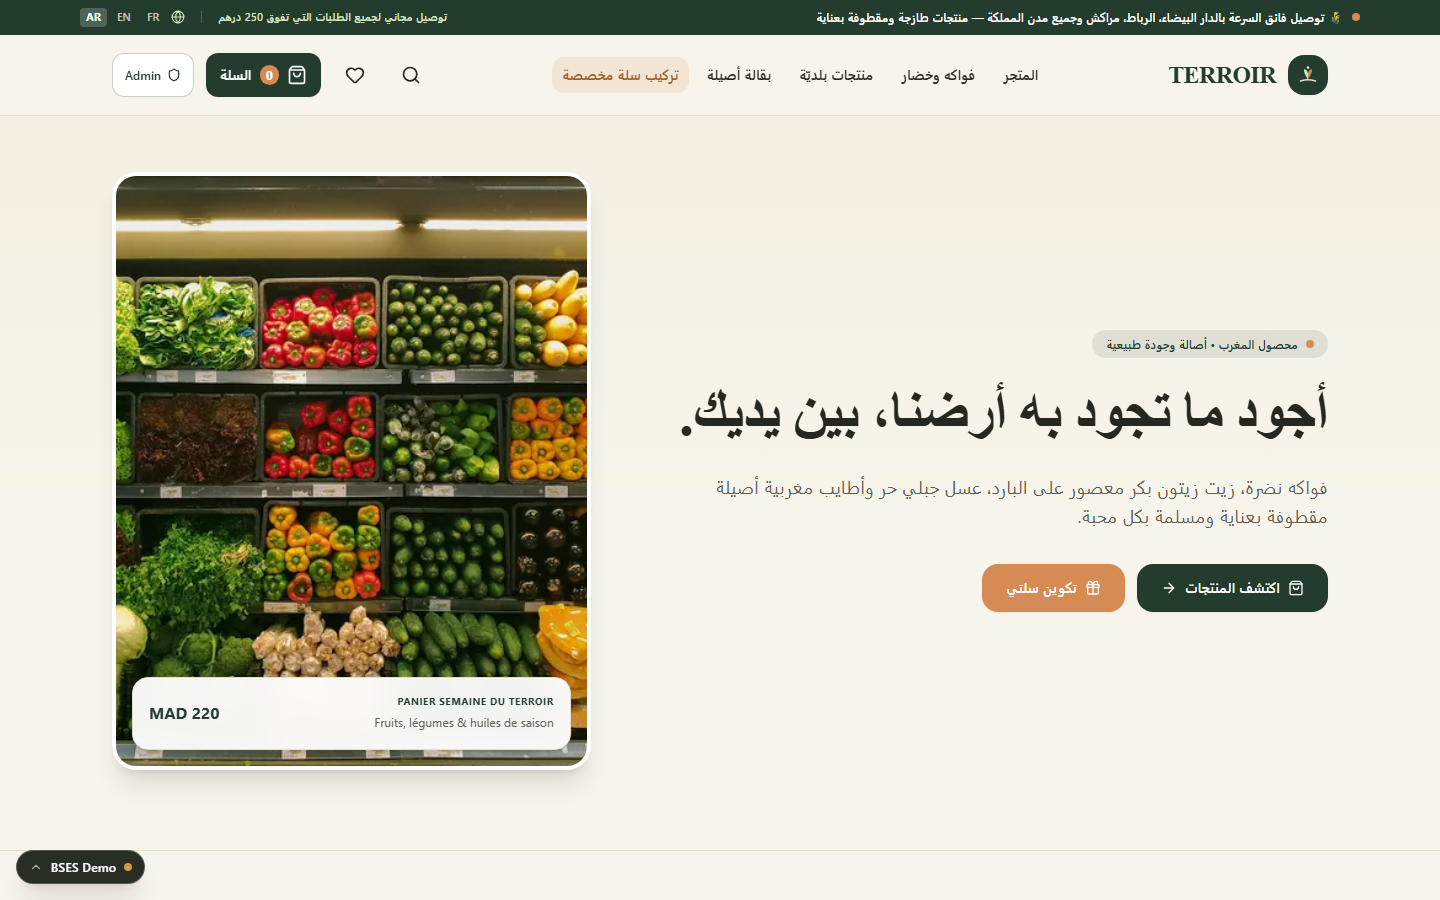 توصيل فائق السرعة بالدار البيضاء، الرباط، مراكش وجميع مدن المملكة — منتجات طازجة ومقطوفة بعناية
توصيل مجاني لجميع الطلبات التي تفوق 250 درهم
FR EN AR
TERROIR
المتجر
فواكه وخضار
منتجات بلديّة
بقالة أصيلة
تركيب سلة مخصصة
0 السلة
Admin
محصول المغرب • أصالة وجودة طبيعية
أجود ما تجود به أرضنا، بين يديك.
فواكه نضرة، زيت زيتون بكر معصور على البارد، عسل جبلي حر وأطايب مغربية أصيلة
مقطوفة بعناية ومسلمة بكل محبة.
اكتشف المنتجات
تكوين سلتي
PANIER SEMAINE DU TERROIR
Fruits, légumes & huiles de saison
MAD 220
BSES Demo